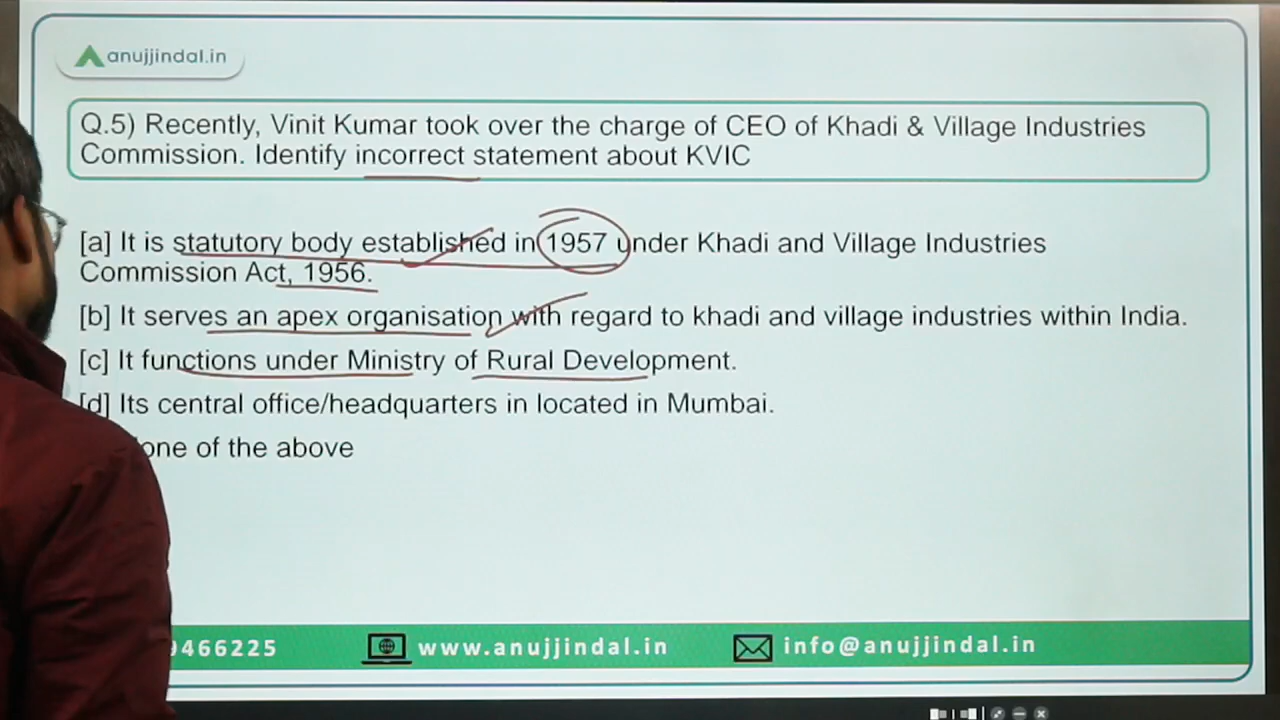 anujjindal.in
Q.5) Recently, Vinit Kumar took over the charge of CEO of Khadi & Village Industries
Commission. Identify incorrect statement about KVIC
[a] It is statutory body established in 1957 under Khadi and Village Industries
Commission Act, 1956.
[b] It serves an apex organisation with regard to khadi and village industries within India.
[c] It functions under Ministry of Rural Development.
[d] Its central office/headquarters in located in Mumbai.
of the above
466225 www.anujjindal.in info@anujjindal.in